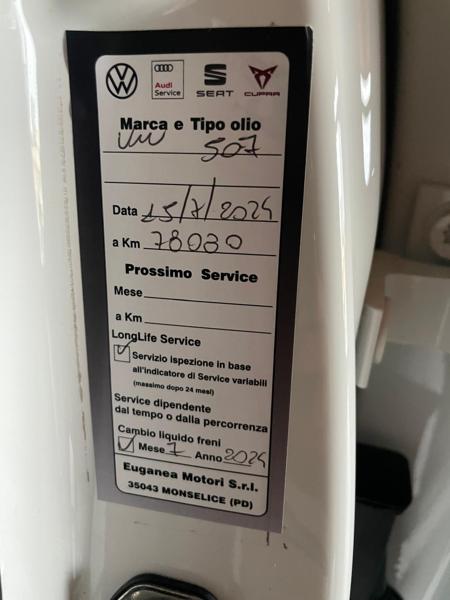 Audi
Service
SEAT
CUPRA
Marca e Tipo olio
VW 507
Data 15/7/2024
a Km 78030
Prossimo Service
Mese
a Km
LongLife Service
Servizio ispezione in base
all'indicatore di Service variabili
(massimo dopo 24 mesi)
Service dipendente
dal tempo o dalla percorrenza
Cambio liquido freni
Mese 7 Anno 2024
Euganea Motori S.r.l.
35043 MONSELICE (PD)